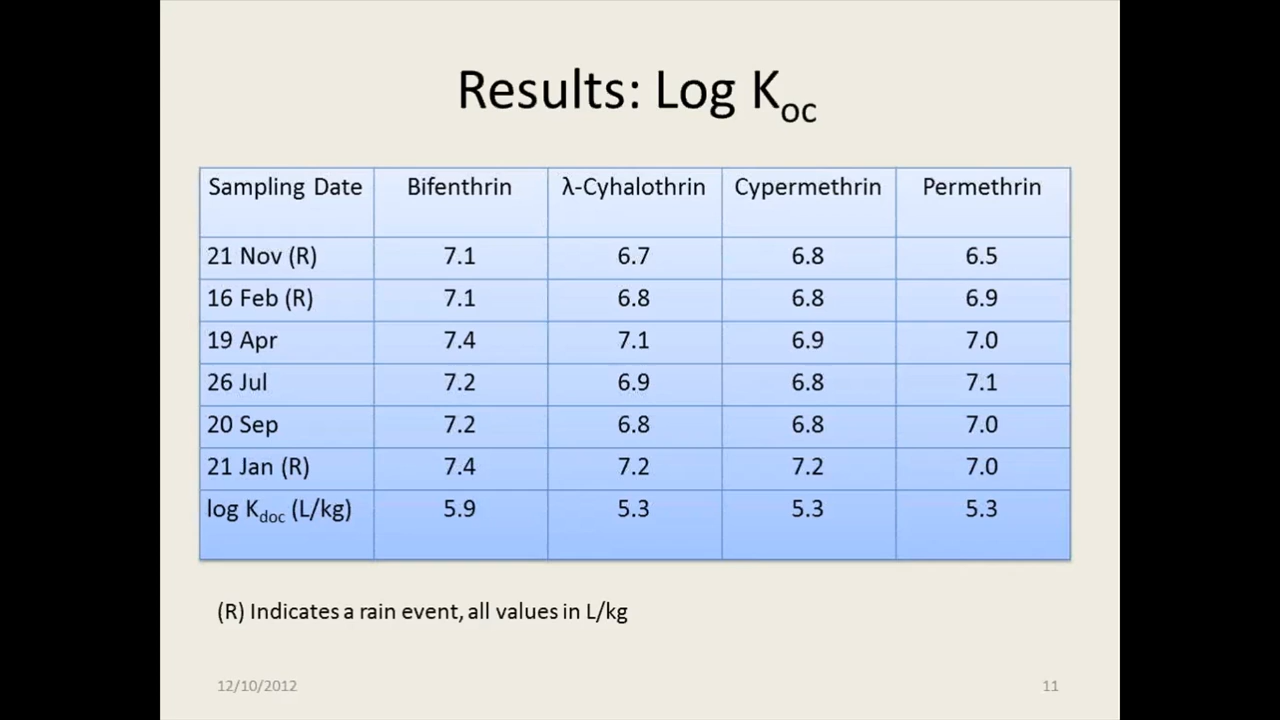 Results: Log Koc
Sampling Date Bifenthrin λ-Cyhalothrin Cypermethrin Permethrin
21 Nov (R) 7.1 6.7 6.8 6.5
16 Feb (R) 7.1 6.8 6.8 6.9
19 Apr 7.4 7.1 6.9 7.0
26 Jul 7.2 6.9 6.8 7.1
20 Sep 7.2 6.8 6.8 7.0
21 Jan (R) 7.4 7.2 7.2 7.0
log Kdoc (L/kg) 5.9 5.3 5.3 5.3
(R) Indicates a rain event, all values in L/kg
12/10/2012 11